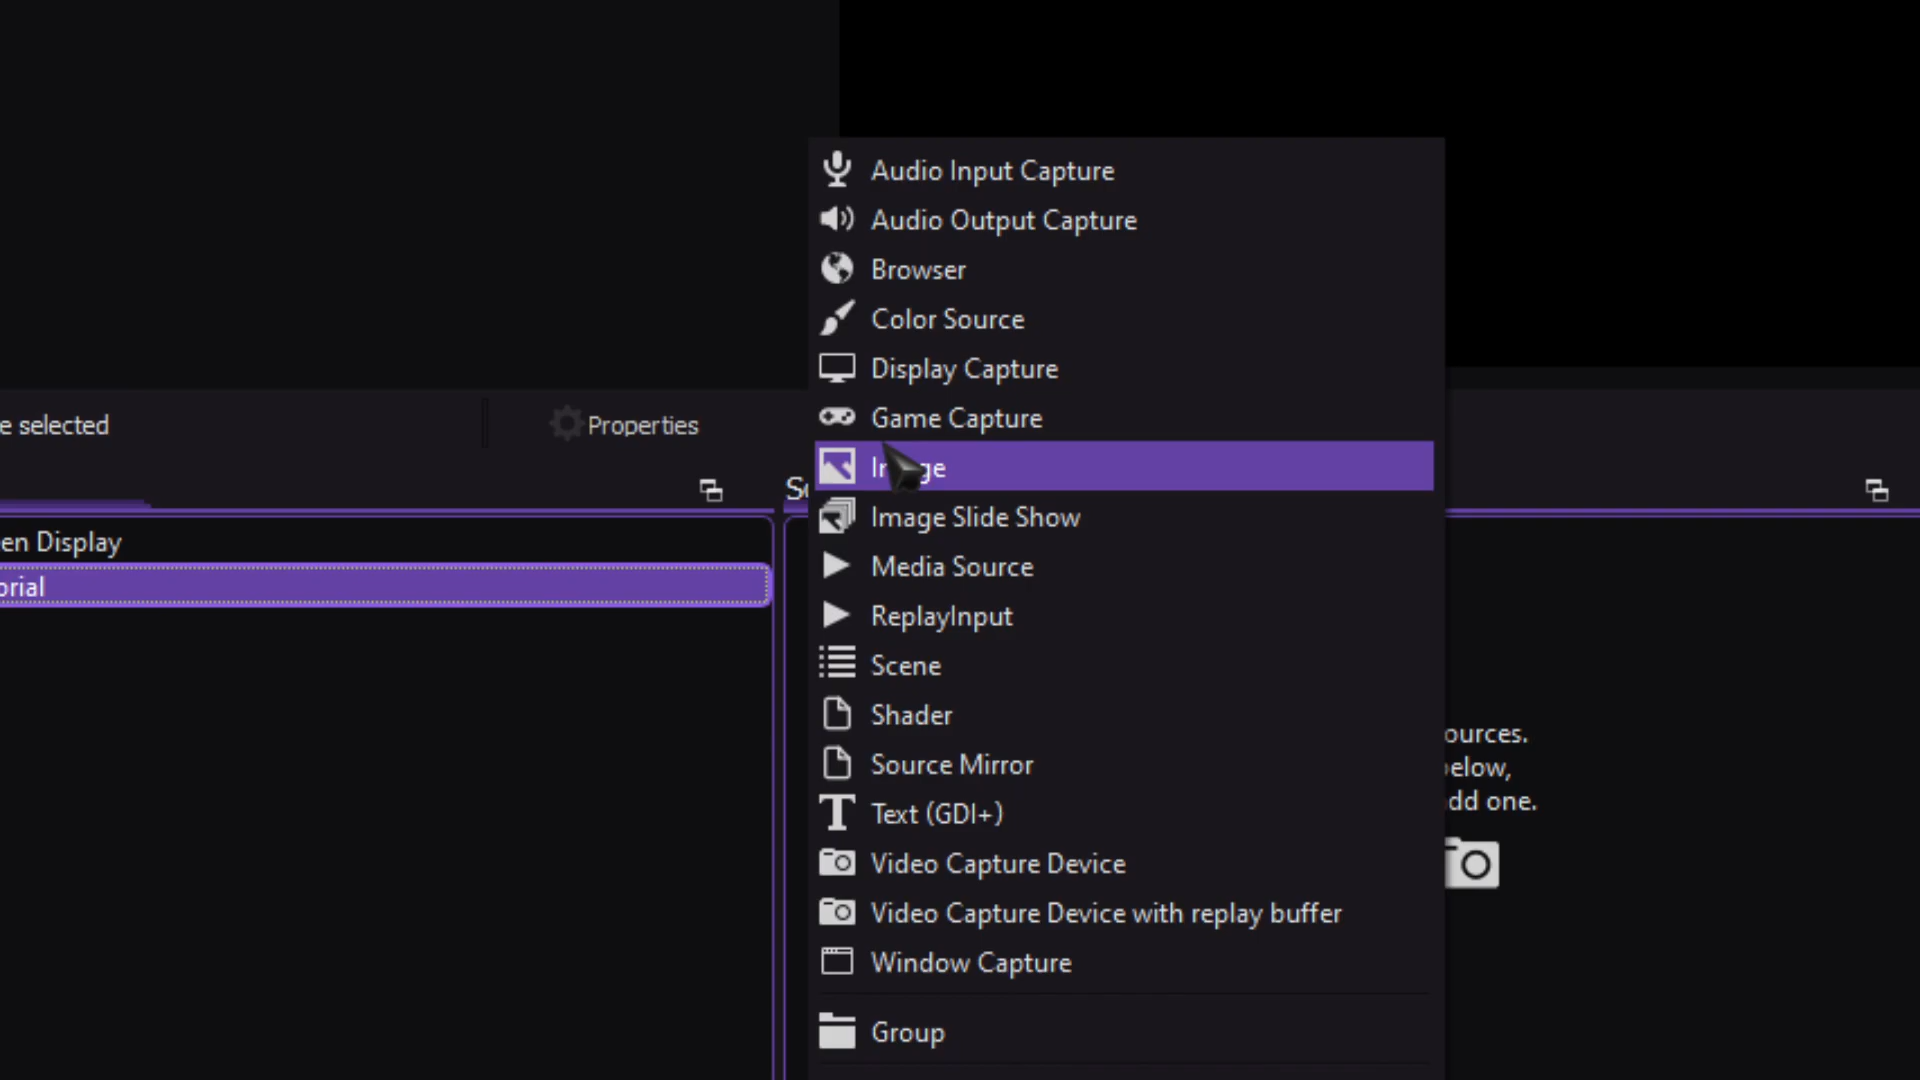 Audio Input Capture
Audio Output Capture
Browser
Color Source
Display Capture
Game Capture
e selected
Properties
Image Slide Show
en Display
Media Source
orial
ReplayInput
Scene
Shader
ources.
Source Mirror
elow,
dd one.
Text (GDI+)
Video Capture Device
Video Capture Device with replay buffer
Window Capture
Group